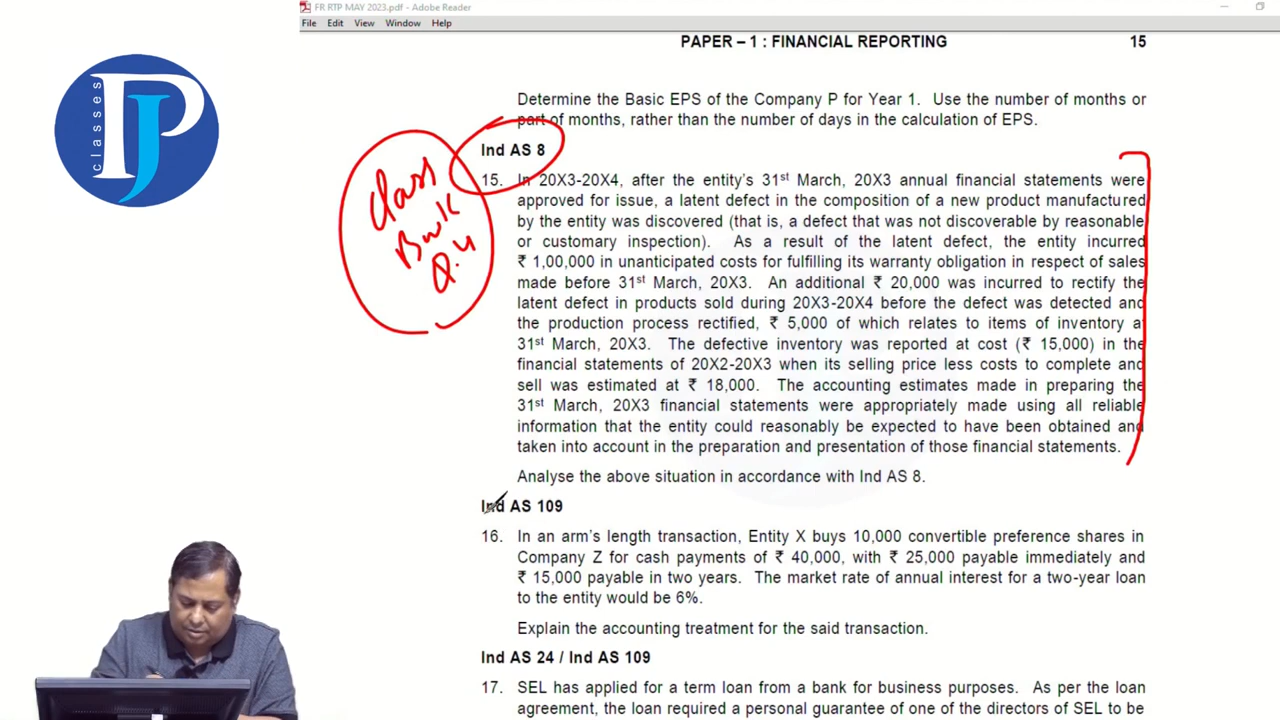 FR RTP MAY 2023.pdf - Adobe Reader
File Edit View Window Help
PJ
classes
PAPER – 1 : FINANCIAL REPORTING 15
Determine the Basic EPS of the Company P for Year 1. Use the number of months or
part of months, rather than the number of days in the calculation of EPS.
Ind AS 8
15. In 20X3-20X4, after the entity’s 31st March, 20X3 annual financial statements were
approved for issue, a latent defect in the composition of a new product manufactured
by the entity was discovered (that is, a defect that was not discoverable by reasonable
or customary inspection). As a result of the latent defect, the entity incurred
₹ 1,00,000 in unanticipated costs for fulfilling its warranty obligation in respect of sales
made before 31st March, 20X3. An additional ₹ 20,000 was incurred to rectify the
latent defect in products sold during 20X3-20X4 before the defect was detected and
the production process rectified, ₹ 5,000 of which relates to items of inventory at
31st March, 20X3. The defective inventory was reported at cost (₹ 15,000) in the
financial statements of 20X2-20X3 when its selling price less costs to complete and
sell was estimated at ₹ 18,000. The accounting estimates made in preparing the
31st March, 20X3 financial statements were appropriately made using all reliable
information that the entity could reasonably be expected to have been obtained and
taken into account in the preparation and presentation of those financial statements.
Analyse the above situation in accordance with Ind AS 8.
class
Q.4
Ind AS 109
16. In an arm’s length transaction, Entity X buys 10,000 convertible preference shares in
Company Z for cash payments of ₹ 40,000, with ₹ 25,000 payable immediately and
₹ 15,000 payable in two years. The market rate of annual interest for a two-year loan
to the entity would be 6%.
Explain the accounting treatment for the said transaction.
Ind AS 24 / Ind AS 109
17. SEL has applied for a term loan from a bank for business purposes. As per the loan
agreement, the loan required a personal guarantee of one of the directors of SEL to be